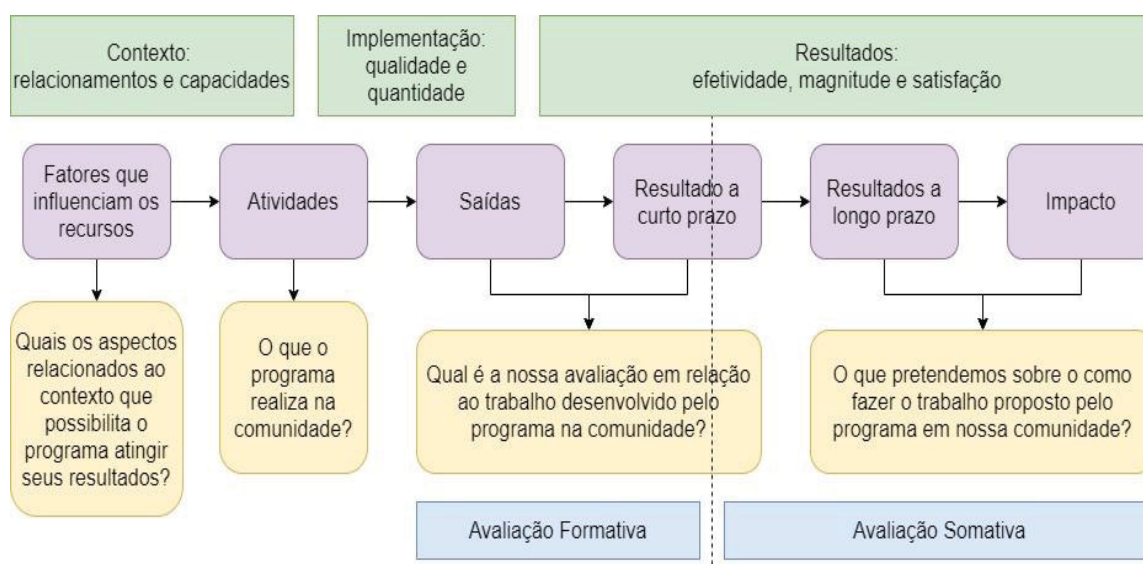 Contexto:
relacionamentos e capacidades
Implementação:
qualidade e
quantidade
Resultados:
efetividade, magnitude e satisfação
Fatores que
influenciam os
recursos
Atividades
Saídas
Resultado a
curto prazo
Resultados a
longo prazo
Impacto
Quais os aspectos
relacionados ao
contexto que
possibilita o
programa atingir
seus resultados?
O que o
programa
realiza na
comunidade?
Qual é a nossa avaliação em relação
ao trabalho desenvolvido pelo
programa na comunidade?
O que pretendemos sobre o como
fazer o trabalho proposto pelo
programa em nossa comunidade?
Avaliação Formativa
Avaliação Somativa